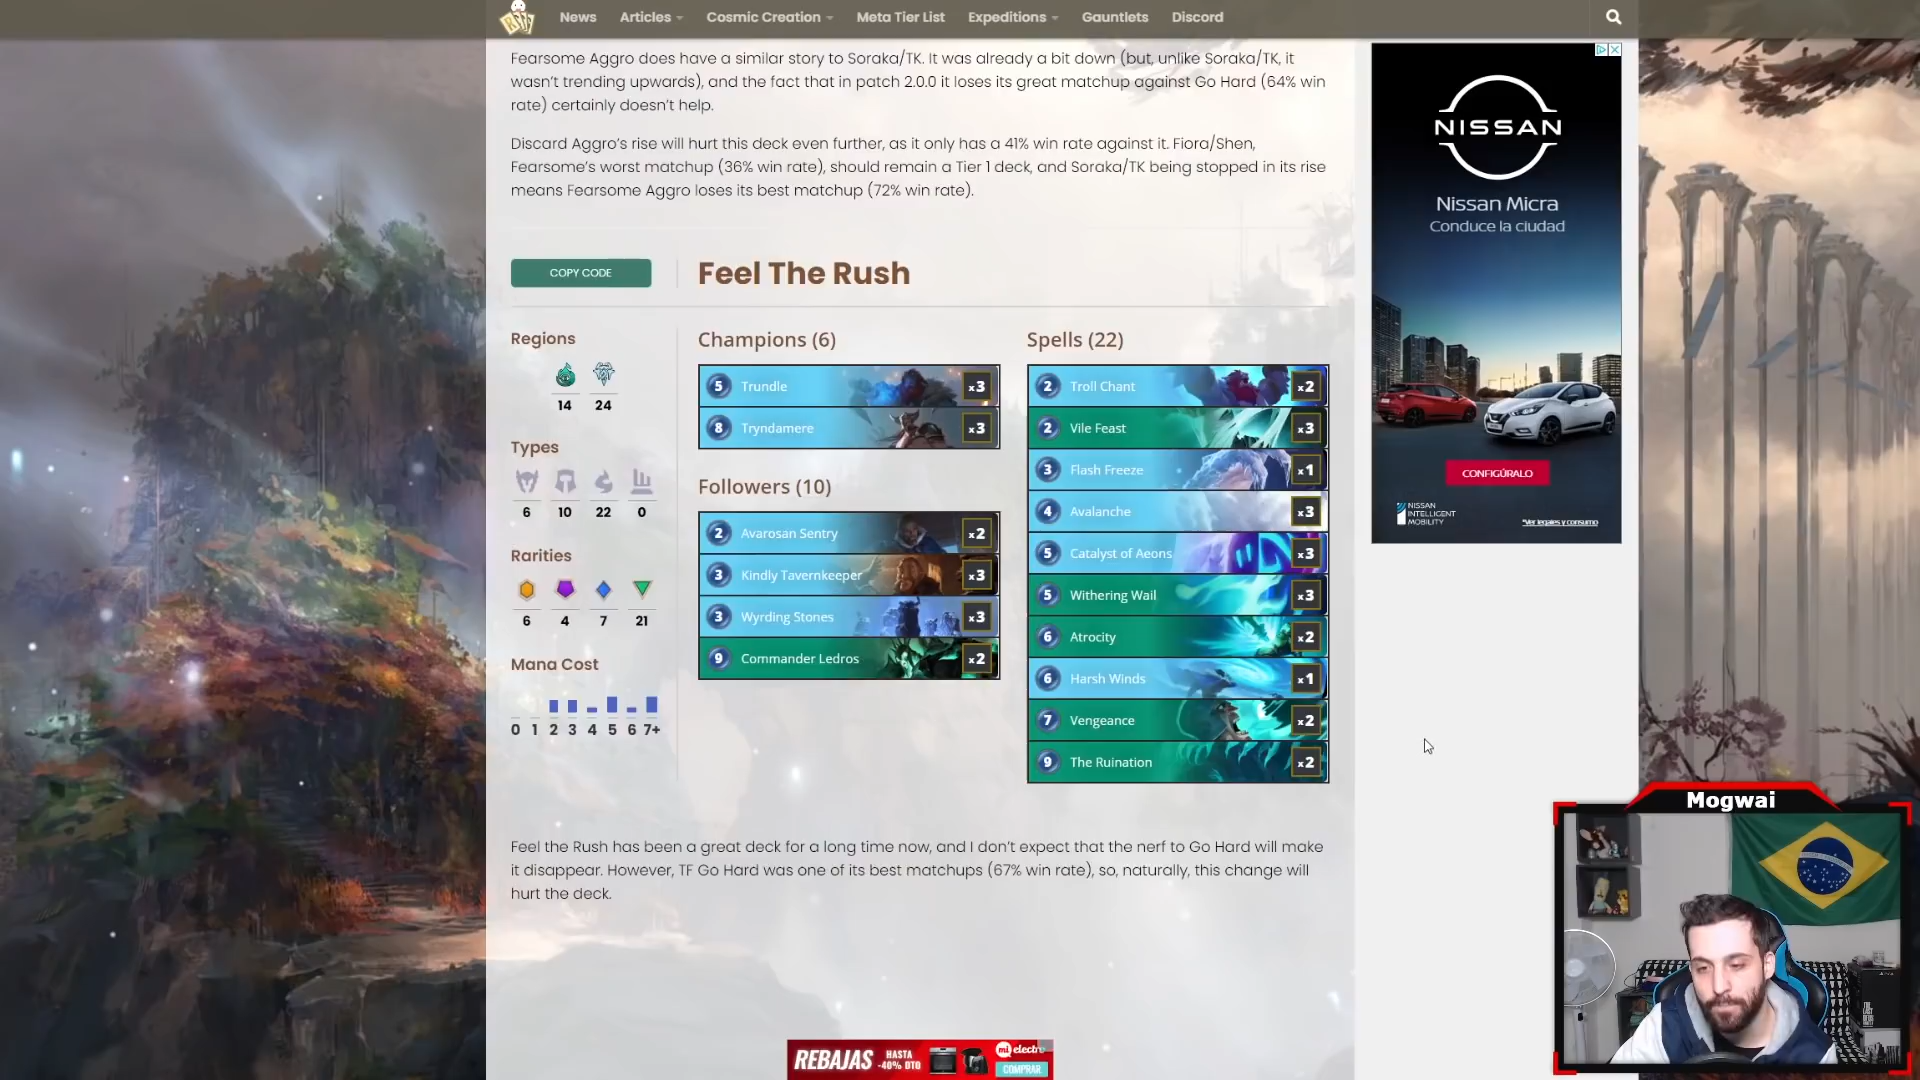 News
Articles
Cosmic Creation
Meta Tier List
Expeditions
Gauntlets
Discord
Fearsome Aggro does have a similar story to Soraka/TK. It was already a bit down (but, unlike Soraka/TK, it
wasn't trending upwards), and the fact that in patch 2.0.0 it loses its great matchup against Go Hard (64% win
rate) certainly doesn't help.
Discard Aggro's rise will hurt this deck even further, as it only has a 41% win rate against it. Fiora/Shen,
Fearsome's worst matchup (36% win rate), should remain a Tier 1 deck, and Soraka/TK being stopped in its rise
means Fearsome Aggro loses its best matchup (72% win rate).
COPY CODE
Feel The Rush
Regions
14 24
Types
6 10 22 0
Rarities
6 4 7 21
Mana Cost
0 1 2 3 4 5 6 7+
Champions (6)
5 Trundle x3
8 Tryndamere x3
Followers (10)
2 Avarosan Sentry x2
3 Kindly Tavernkeeper x3
3 Wyrding Stones x3
9 Commander Ledros x2
Spells (22)
2 Troll Chant x2
2 Vile Feast x3
3 Flash Freeze x1
4 Avalanche x3
5 Catalyst of Aeons x3
5 Withering Wail x3
6 Atrocity x2
6 Harsh Winds x1
7 Vengeance x2
9 The Ruination x2
Feel the Rush has been a great deck for a long time now, and I don't expect that the nerf to Go Hard will make
it disappear. However, TF Go Hard was one of its best matchups (67% win rate), so, naturally, this change will
hurt the deck.
NISSAN
Nissan Micra
Conduce la ciudad
CONFIGÚRALO
NISSAN
INTELLIGENT
MOBILITY
*Ver legales y consumo
REBAJAS
HASTA
-40% DTO
mi electro
COMPRAR
Mogwai